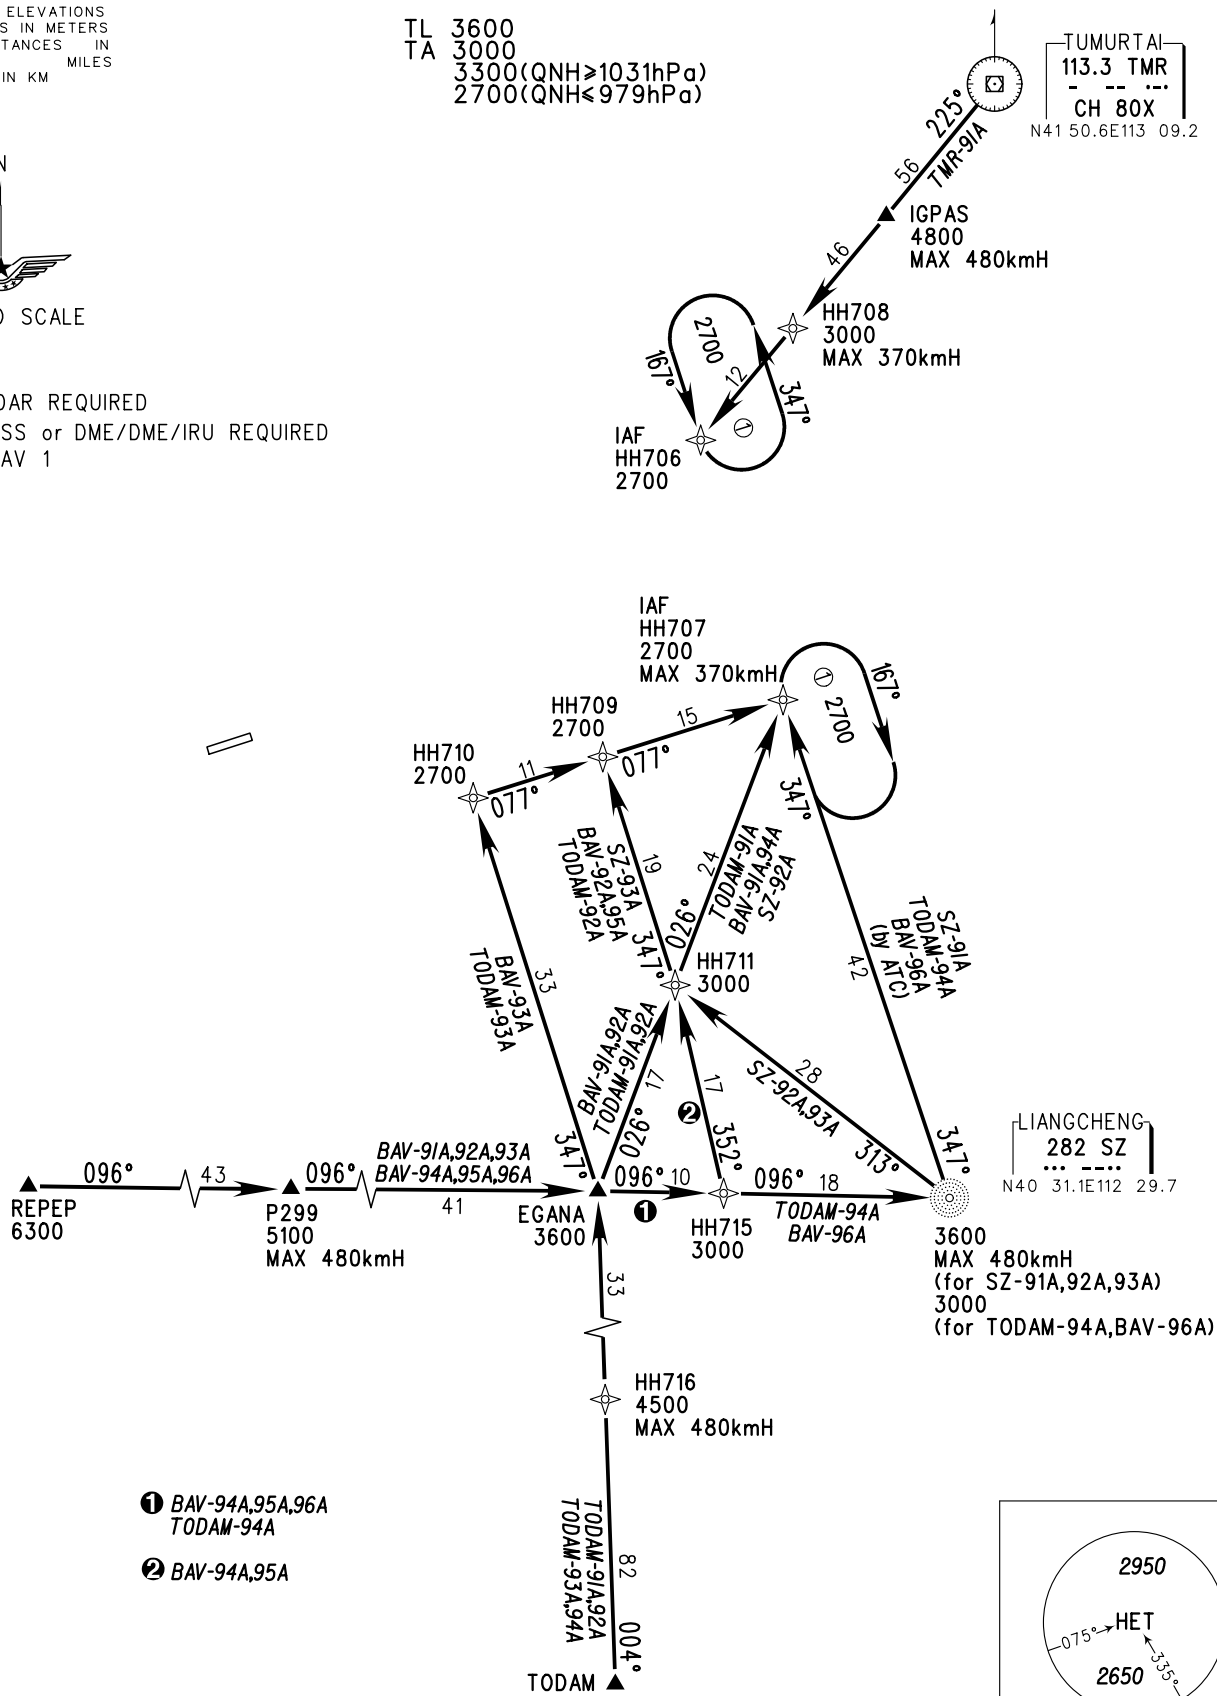 ELEVATIONS
S IN METERS
TANCES IN
MILES
IN KM
TL 3600
TA 3000
3300(QNH≥1031hPa)
2700(QNH≤979hPa)
TUMURTAI
113.3 TMR
CH 80X
N41 50.6E113 09.2
225°
TMR-91A
56
IGPAS
4800
MAX 480kmH
46
HH708
3000
MAX 370kmH
2700
167°
12
347°
1
IAF
HH706
2700
N
O SCALE
DAR REQUIRED
SS or DME/DME/IRU REQUIRED
AV 1
IAF
HH707
2700
MAX 370kmH
1
2700
167°
347°
HH709
2700
15
077°
HH710
2700
11
077°
SZ-93A
BAV-92A,95A
TODAM-92A
19
347°
24
TODAM-91A
BAV-91A,94A
SZ-92A
026°
HH711
3000
SZ-91A
TODAM-94A
BAV-96A
(by ATC)
42
BAV-93A
TODAM-93A
33
347°
BAV-91A,92A
TODAM-91A,92A
17
026°
17
2
352°
28
SZ-92A,93A
313°
347°
LIANGCHENG
282 SZ
N40 31.1E112 29.7
REPEP
6300
096°
43
P299
5100
MAX 480kmH
096°
BAV-91A,92A,93A
BAV-94A,95A,96A
41
EGANA
3600
096°
10
1
HH715
3000
096°
18
TODAM-94A
BAV-96A
3600
MAX 480kmH
(for SZ-91A,92A,93A)
3000
(for TODAM-94A,BAV-96A)
33
HH716
4500
MAX 480kmH
TODAM-91A,92A
TODAM-93A,94A
82
004°
TODAM
1 BAV-94A,95A,96A
TODAM-94A
2 BAV-94A,95A
2950
HET
075°
335°
2650